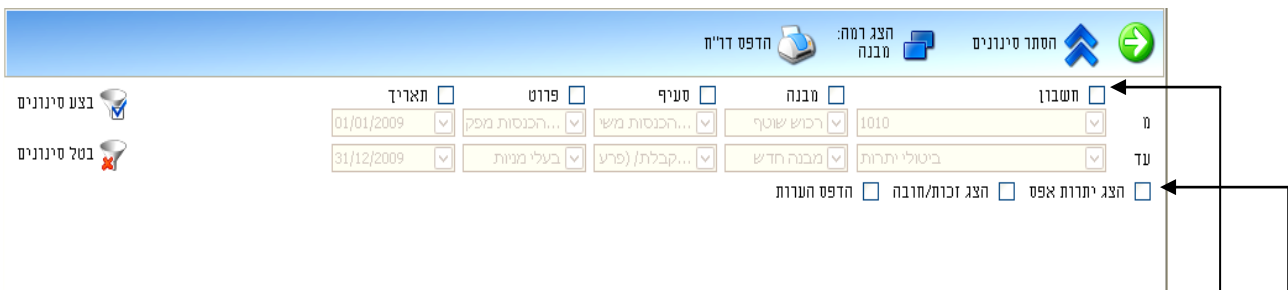 הסתר סינונים הצג רמה: מבנה הדפס דו"ח
חשבון מבנה סעיף פרוט תאריך בצע סינונים
מ 1010 רכוש שוטף הכנסות משי... הכנסות מפק... 01/01/2009
עד ביטולי יתרות מבנה חדש קבלת/ (פרע... בעלי מניות 31/12/2009 בטל סינונים
הצג יתרות אפס הצג זכות/חובה הדפס הערות